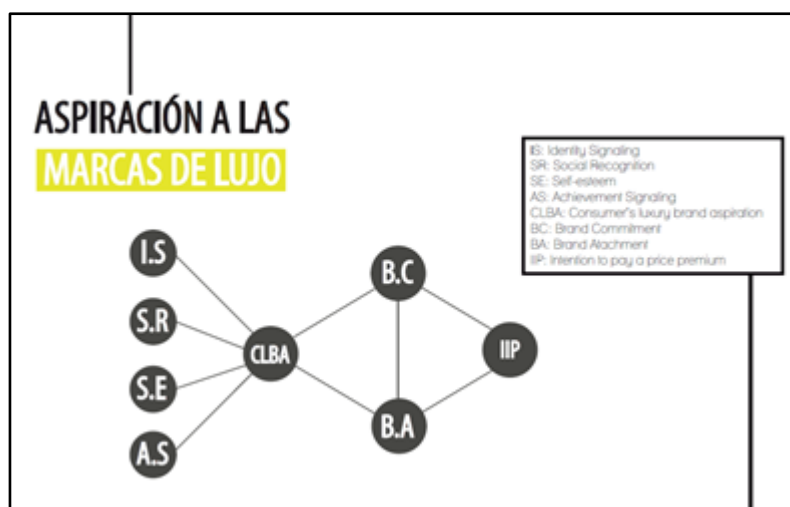 ASPIRACIÓN A LAS
MARCAS DE LUJO
IS: Identity Signaling
SR: Social Recognition
SE: Self-esteem
AS: Achievement Signaling
CLBA: Consumer's luxury brand aspiration
BC: Brand Commitment
BA: Brand Atachment
IIP: Intention to pay a price premium
I.S
B.C
S.R
CLBA
IIP
S.E
B.A
A.S